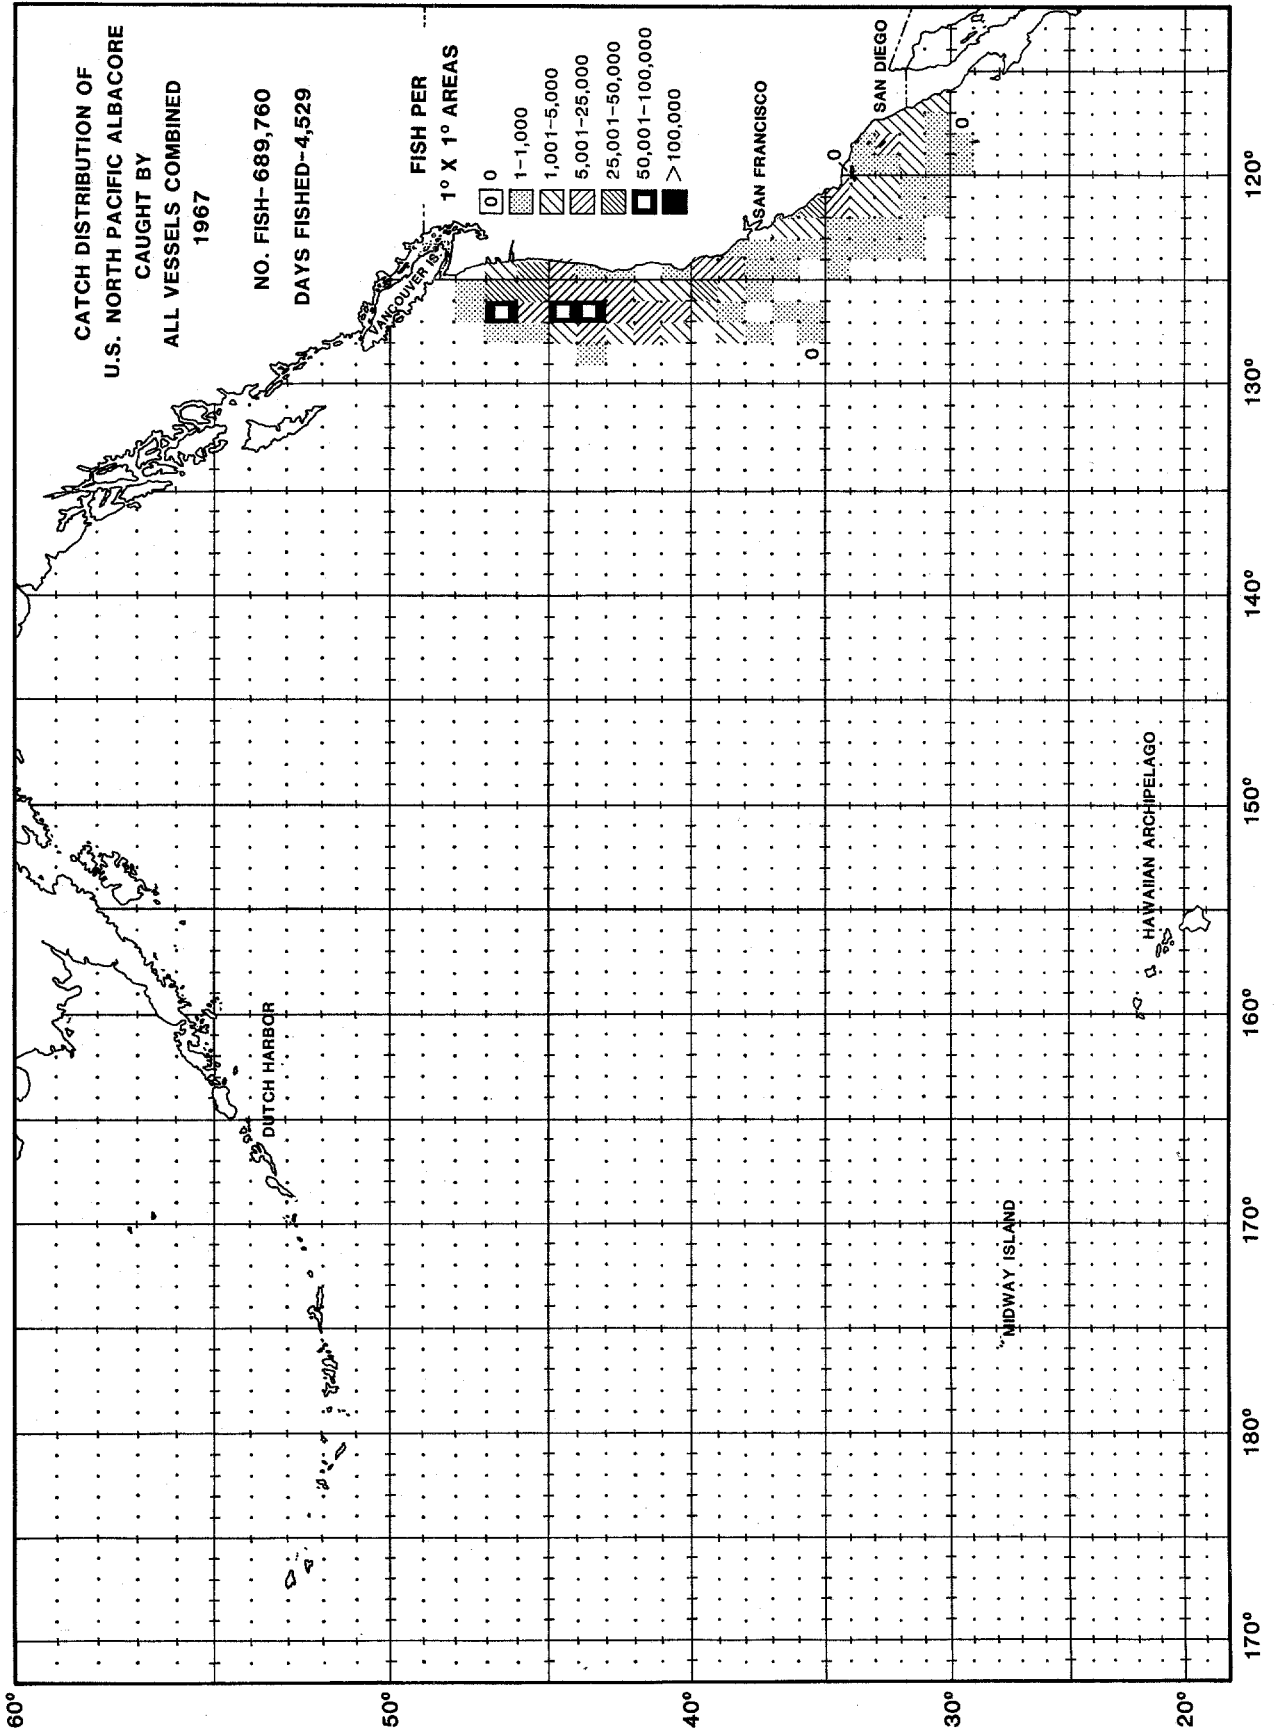 CATCH DISTRIBUTION OF
U.S. NORTH PACIFIC ALBACORE
CAUGHT BY
ALL VESSELS COMBINED
1967
NO. FISH-689,760
DAYS FISHED-4,529
FISH PER
1° X 1° AREAS
0 0
1-1,000
1,001-5,000
5,001-25,000
25,001-50,000
50,001-100,000
>100,000
VANCOUVER IS.
SAN FRANCISCO
SAN DIEGO
0
0
0
DUTCH HARBOR
MIDWAY ISLAND
HAWAIIAN ARCHIPELAGO
60°
50°
40°
30°
20°
170°
180°
170°
160°
150°
140°
130°
120°